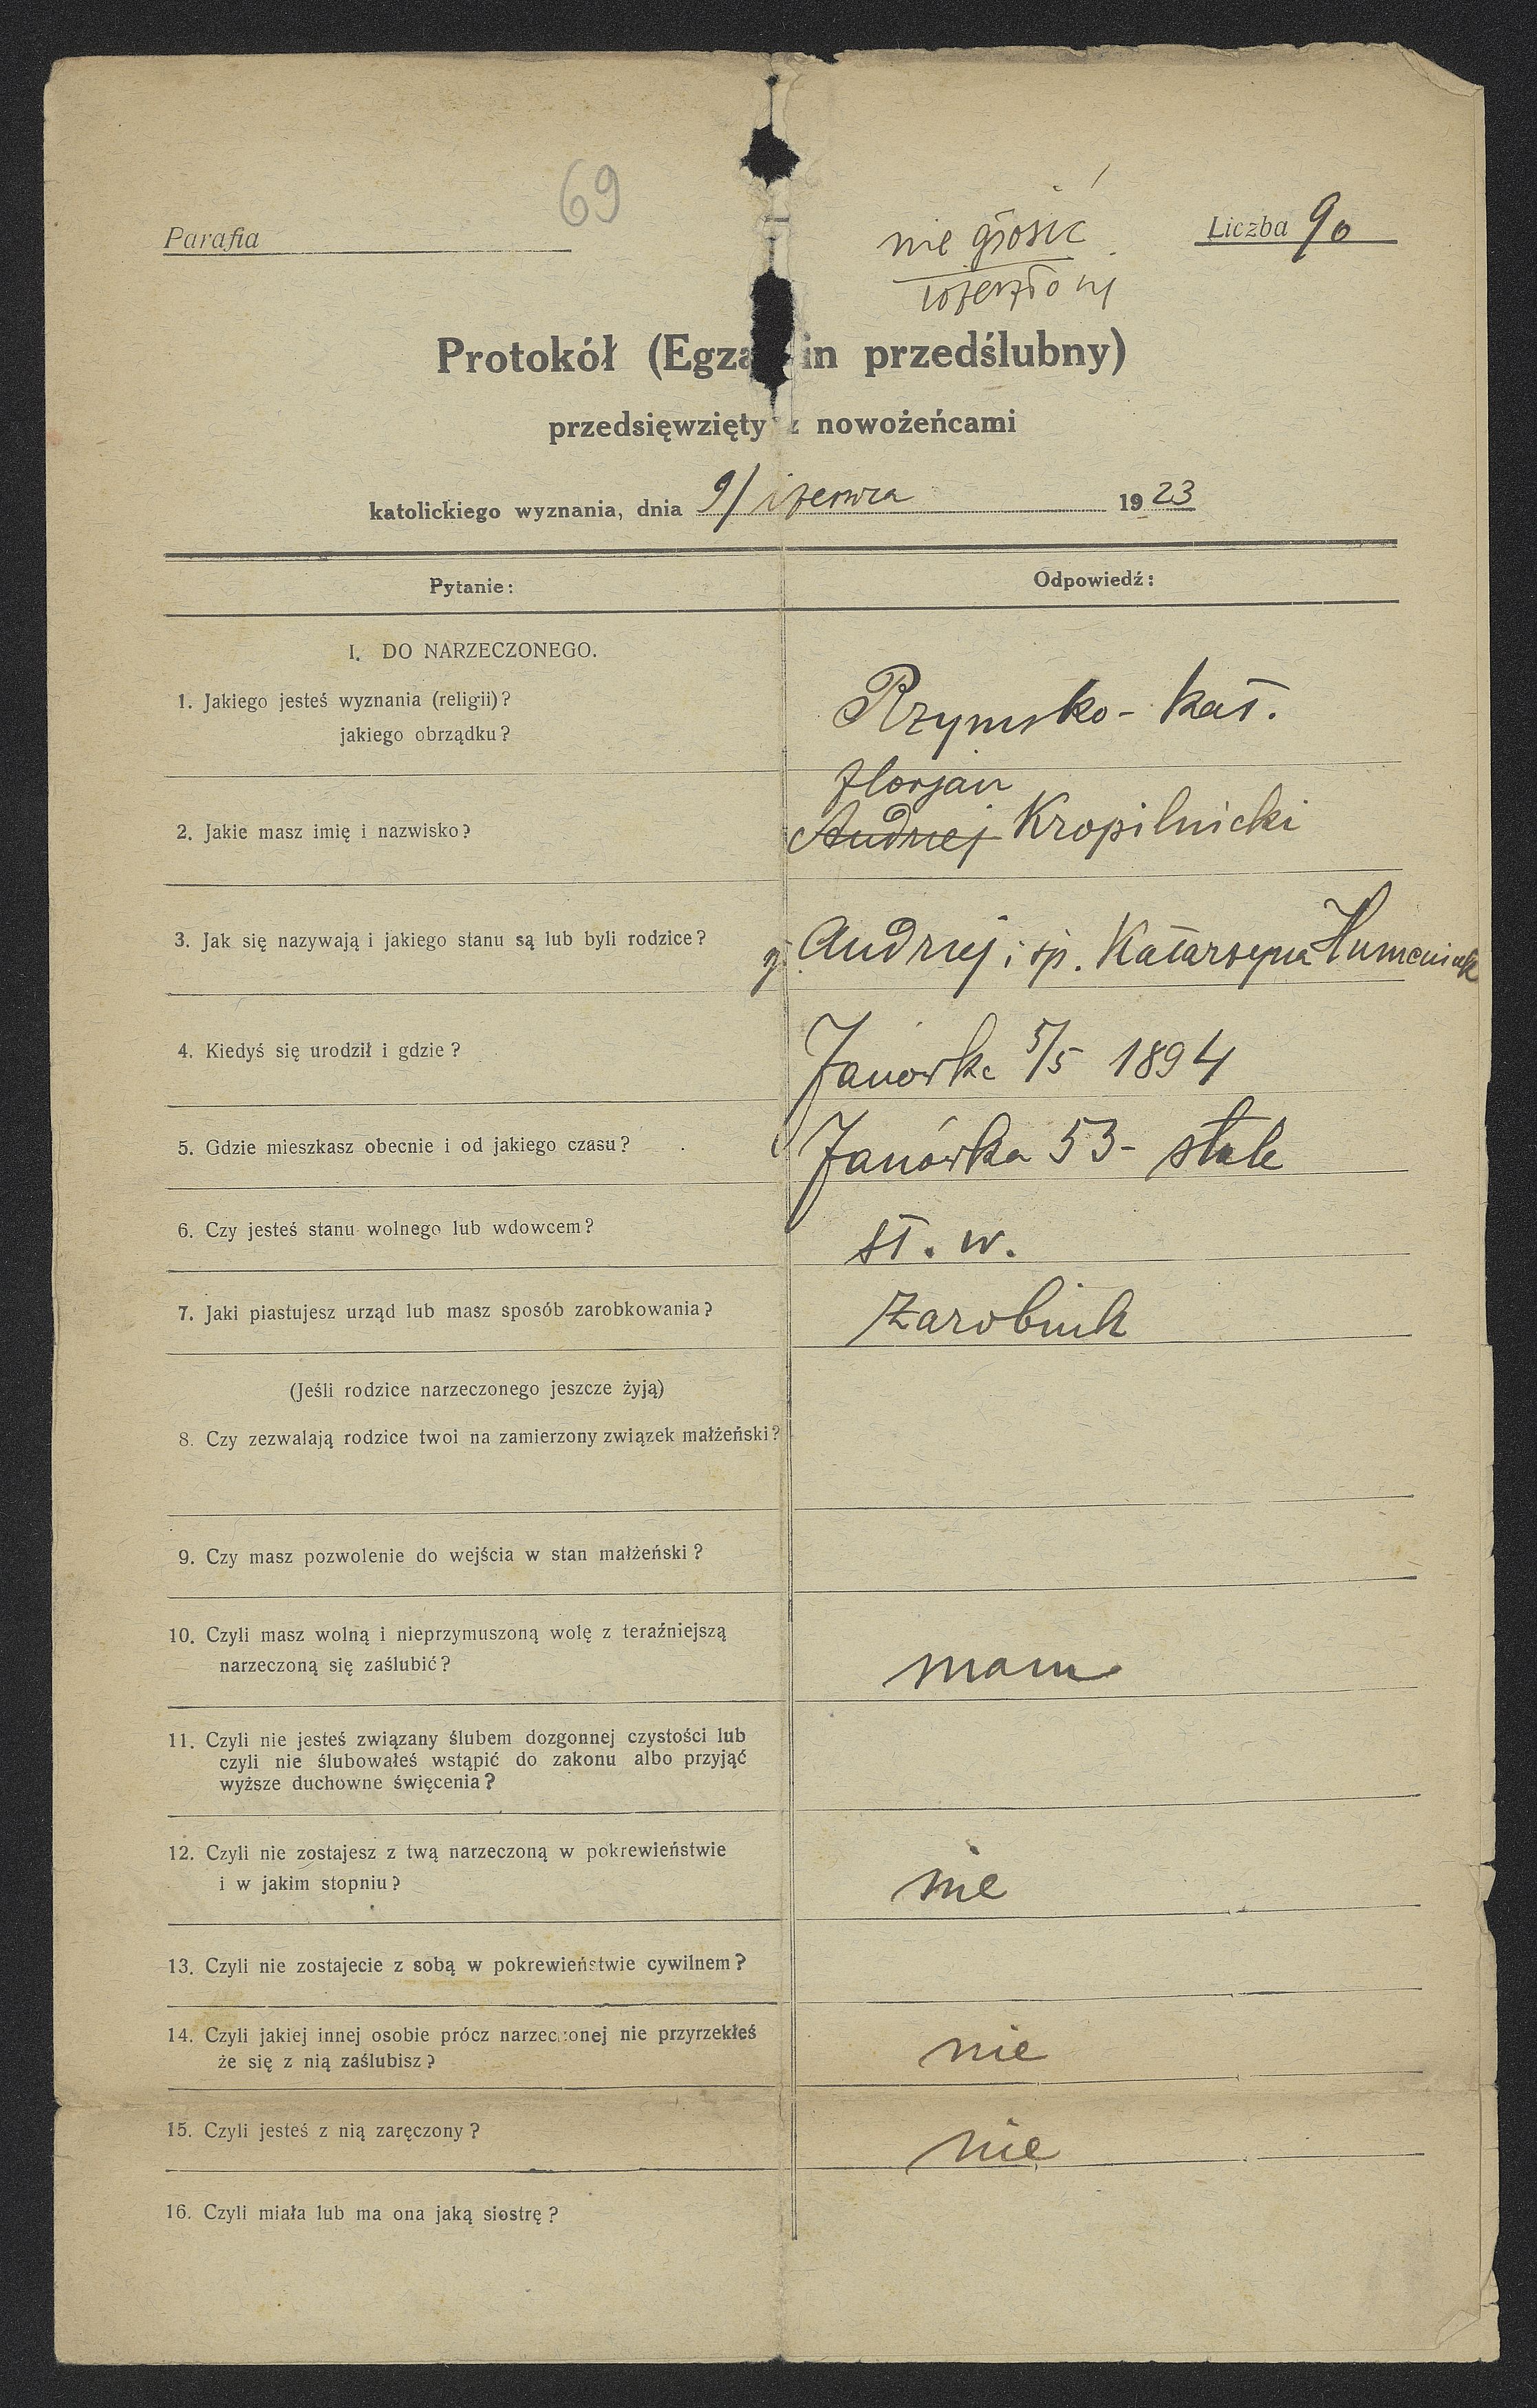 69
Parafia
nie głosić
Liczba 90
Protokół (Egza in przedślubny)
przedsięwzięty z nowożeńcami
katolickiego wyznania, dnia 9/ czerwca 1923
Pytanie: Odpowiedź:
I. DO NARZECZONEGO.
1. Jakiego jesteś wyznania (religii)?
jakiego obrządku?
Rzymsko-kat.
Florjan
2. Jakie masz imię i nazwisko? Andrzej Kropilnicki
3. Jak się nazywają i jakiego stanu są lub byli rodzice? Andrzej i śp. Katarzyna Humeniuk
4. Kiedyś się urodził i gdzie? Janówka 5/5 1894
5. Gdzie mieszkasz obecnie i od jakiego czasu? Janówka 53- stale
6. Czy jesteś stanu wolnego lub wdowcem? st. w.
7. Jaki piastujesz urząd lub masz sposób zarobkowania? Zarobnik
(Jeśli rodzice narzeczonego jeszcze żyją)
8. Czy zezwalają rodzice twoi na zamierzony związek małżeński?
9. Czy masz pozwolenie do wejścia w stan małżeński?
10. Czyli masz wolną i nieprzymuszoną wolę z teraźniejszą
narzeczoną się zaślubić? mam
11. Czyli nie jesteś związany ślubem dozgonnej czystości lub
czyli nie ślubowałeś wstąpić do zakonu albo przyjąć
wyższe duchowne święcenia?
12. Czyli nie zostajesz z twą narzeczoną w pokrewieństwie
i w jakim stopniu? nie
13. Czyli nie zostajecie z sobą w pokrewieństwie cywilnem?
14. Czyli jakiej innej osobie prócz narzeczonej nie przyrzekłeś
że się z nią zaślubisz? nie
15. Czyli jesteś z nią zaręczony? nie
16. Czyli miała lub ma ona jaką siostrę?